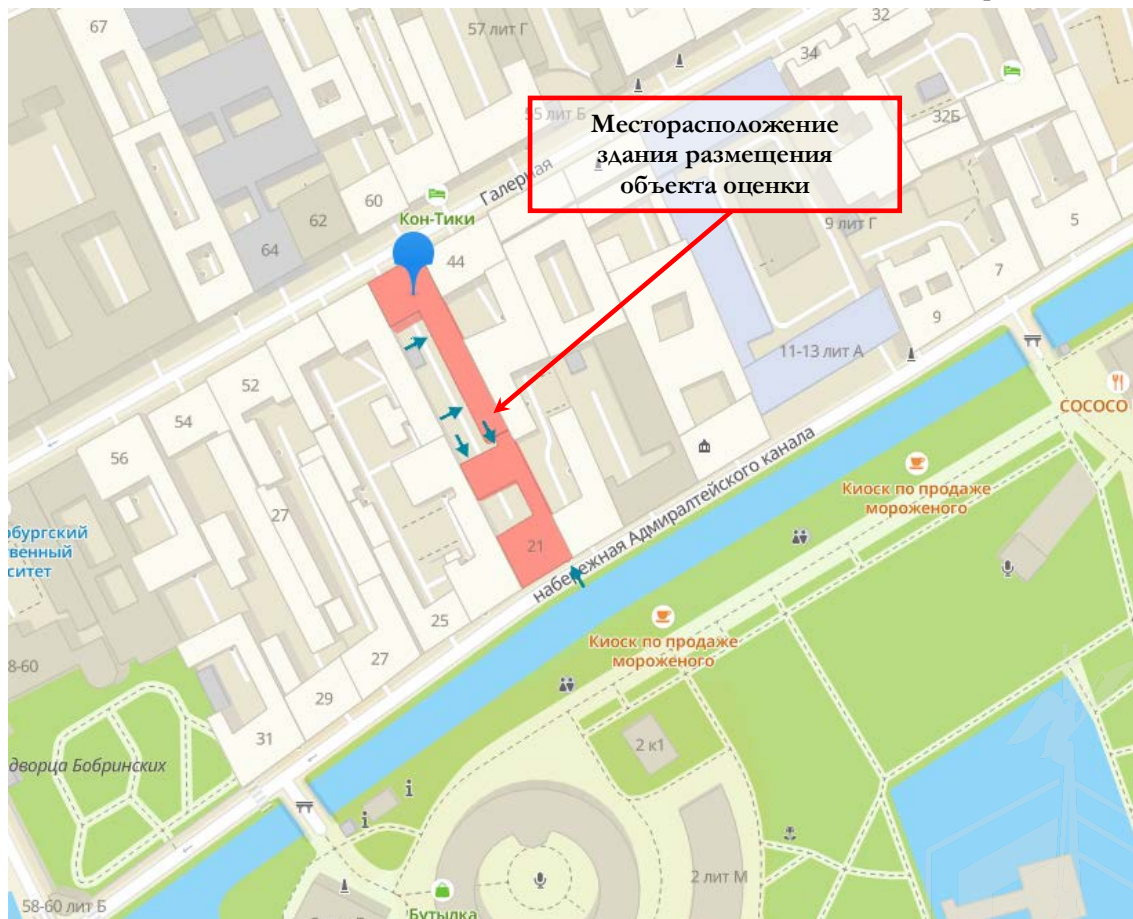 67
57 лит Г
32
34
55 лит Б
Месторасположение
здания размещения
объекта оценки
32Б
Галерная
60
Кон-Тики
62
64
44
9 лит Г
5
7
9
11-13 лит А
52
54
56
СОСОСО
27
Киоск по продаже
мороженого
набережная Адмиралтейского канала
рбургский
твенный
ситет
21
25
Киоск по продаже
мороженого
27
8-60
29
31
2 к1
дворца Бобринских
2 лит М
58-60 лит Б
Бутылка